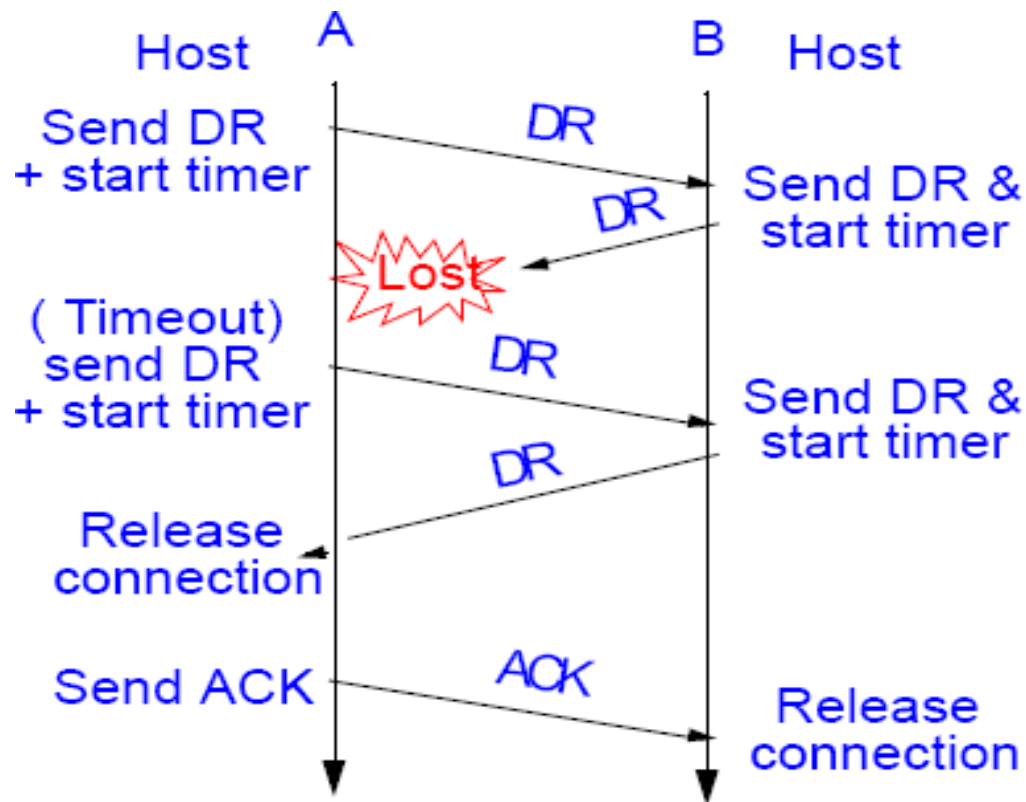 Host A B Host
Send DR
+ start timer
DR
Send DR &
start timer
DR
Lost
( Timeout)
send DR
+ start timer
DR
Send DR &
start timer
DR
Release
connection
Send ACK
ACK
Release
connection